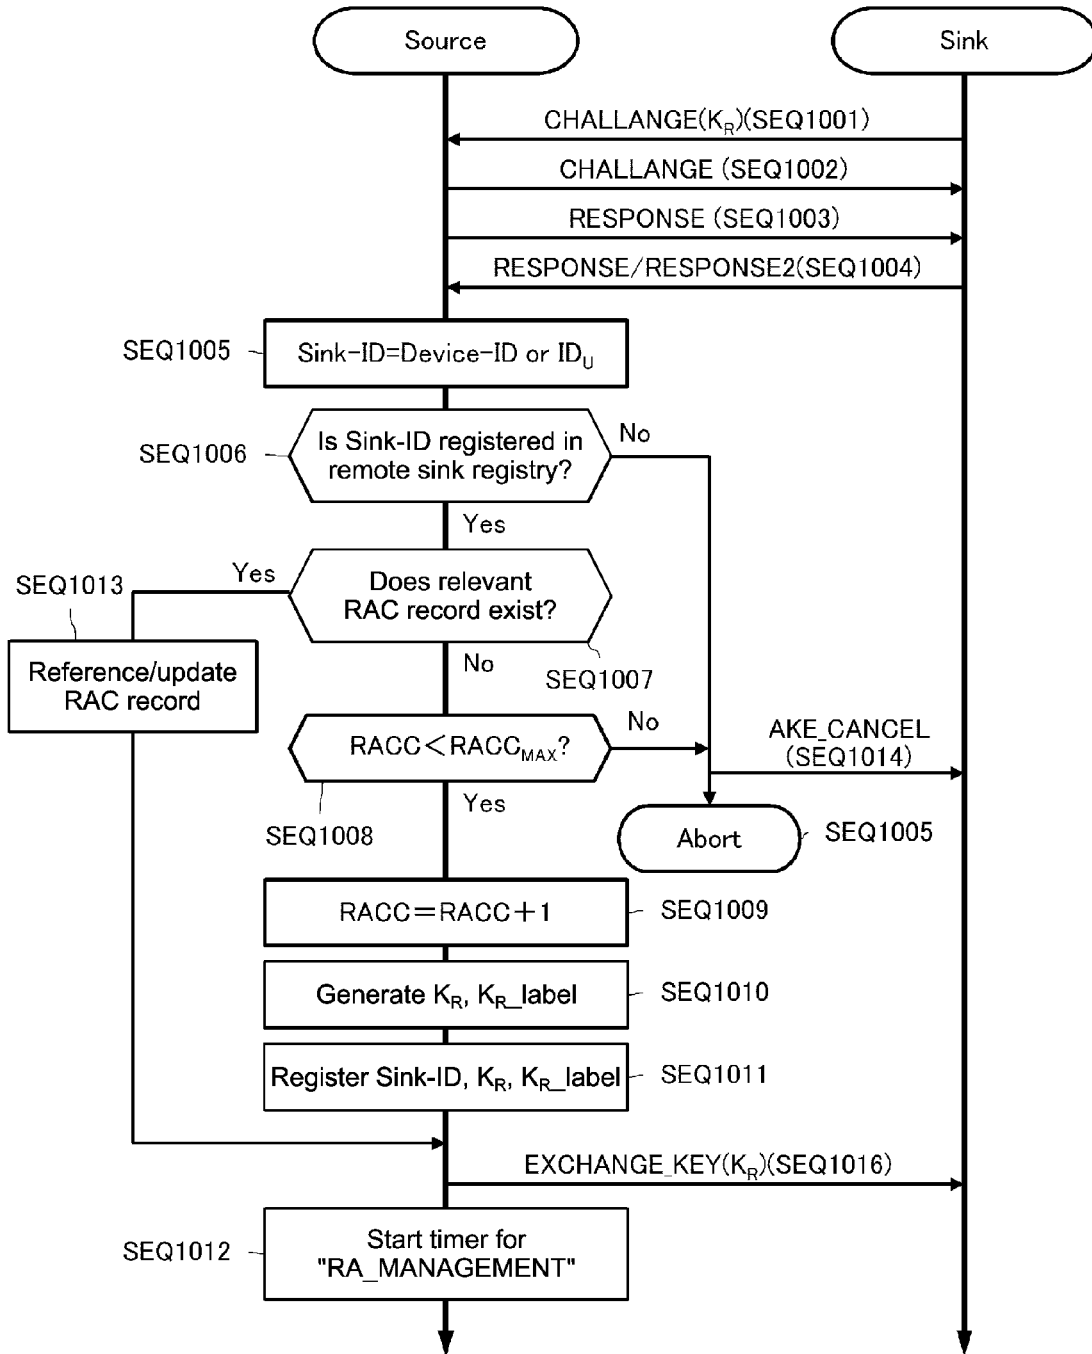 Source
Sink
CHALLANGE(KR)(SEQ1001)
CHALLANGE (SEQ1002)
RESPONSE (SEQ1003)
RESPONSE/RESPONSE2(SEQ1004)
SEQ1005
Sink-ID=Device-ID or IDU
SEQ1006
Is Sink-ID registered in
remote sink registry?
No
Yes
SEQ1013
Yes
Does relevant
RAC record exist?
Reference/update
RAC record
No
SEQ1007
RACC<RACCMAX?
No
AKE_CANCEL
(SEQ1014)
Yes
SEQ1008
Abort
SEQ1005
RACC=RACC+1
SEQ1009
Generate KR, KR_label
SEQ1010
Register Sink-ID, KR, KR_label
SEQ1011
EXCHANGE_KEY(KR)(SEQ1016)
SEQ1012
Start timer for
"RA_MANAGEMENT"